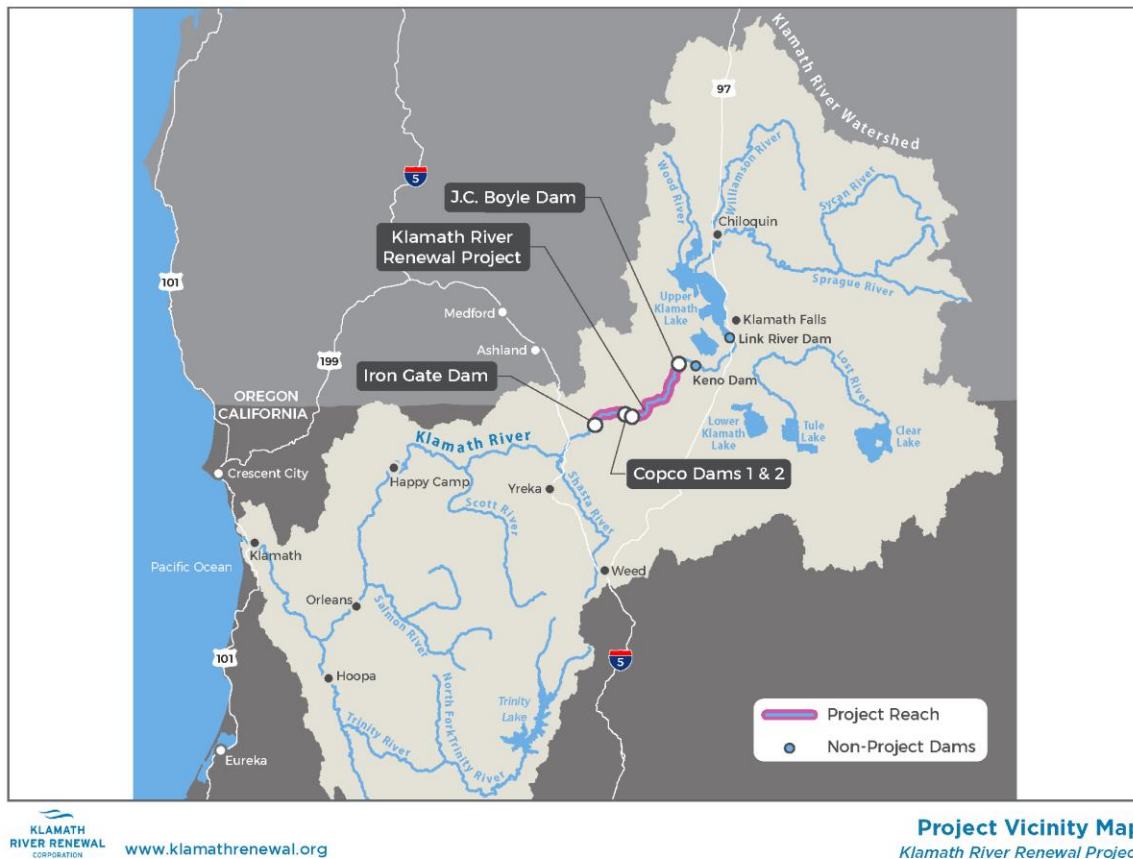 Klamath River Watershed
97
Wood River
Williamson River
Sycan River
5
J.C. Boyle Dam
Chiloquin
Klamath River
Renewal Project
Sprague River
101
Upper
Klamath
Lake
Medford
Klamath Falls
Link River Dam
Ashland
199
Iron Gate Dam
Keno Dam
Lost River
OREGON
CALIFORNIA
Lower
Klamath
Lake
Tule
Lake
Clear
Lake
Klamath River
Copco Dams 1 & 2
Crescent City
Happy Camp
Yreka
Shasta River
Scott River
Klamath
Pacific Ocean
Weed
Orleans
Salmon River
101
5
Hoopa
North Fork Trinity River
Trinity
Lake
Trinity River
Project Reach
Non-Project Dams
Eureka
KLAMATH
RIVER RENEWAL
CORPORATION
www.klamathrenewal.org
Project Vicinity Map
Klamath River Renewal Project